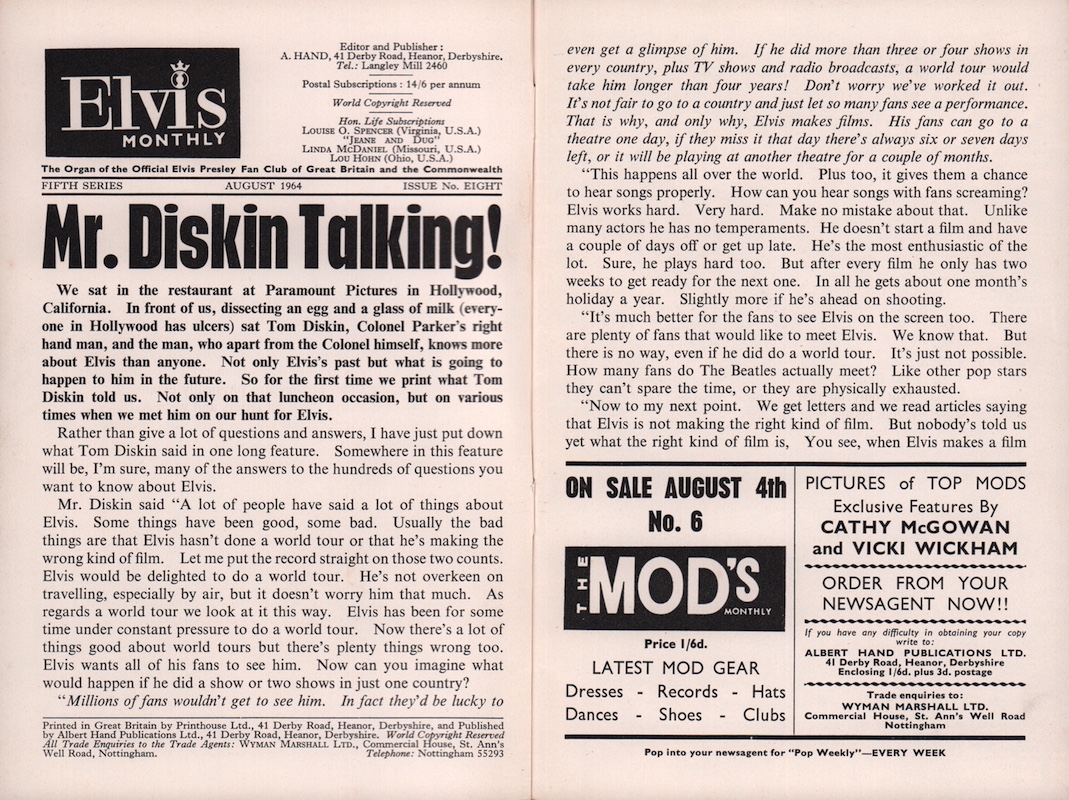 Elvis
MONTHLY
Editor and Publisher :
A. HAND, 41 Derby Road, Heanor, Derbyshire.
Tel.: Langley Mill 2460
Postal Subscriptions : 14/6 per annum
World Copyright Reserved
Hon. Life Subscriptions
LOUISE O. SPENCER (Virginia, U.S.A.)
"JEANE AND DUG"
LINDA MCDANIEL (Missouri, U.S.A.)
LOU HOHN (Ohio, U.S.A.)
The Organ of the Official Elvis Presley Fan Club of Great Britain and the Commonwealth
FIFTH SERIES AUGUST 1964 ISSUE No. EIGHT
Mr. Diskin Talking!
We sat in the restaurant at Paramount Pictures in Hollywood,
California. In front of us, dissecting an egg and a glass of milk (every-
one in Hollywood has ulcers) sat Tom Diskin, Colonel Parker's right
hand man, and the man, who apart from the Colonel himself, knows more
about Elvis than anyone. Not only Elvis's past but what is going to
happen to him in the future. So for the first time we print what Tom
Diskin told us. Not only on that luncheon occasion, but on various
times when we met him on our hunt for Elvis.
Rather than give a lot of questions and answers, I have just put down
what Tom Diskin said in one long feature. Somewhere in this feature
will be, I'm sure, many of the answers to the hundreds of questions you
want to know about Elvis.
Mr. Diskin said "A lot of people have said a lot of things about
Elvis. Some things have been good, some bad. Usually the bad
things are that Elvis hasn't done a world tour or that he's making the
wrong kind of film. Let me put the record straight on those two counts.
Elvis would be delighted to do a world tour. He's not overkeen on
travelling, especially by air, but it doesn't worry him that much. As
regards a world tour we look at it this way. Elvis has been for some
time under constant pressure to do a world tour. Now there's a lot of
things good about world tours but there's plenty things wrong too.
Elvis wants all of his fans to see him. Now can you imagine what
would happen if he did a show or two shows in just one country?
"Millions of fans wouldn't get to see him. In fact they'd be lucky to
Printed in Great Britain by Printhouse Ltd., 41 Derby Road, Heanor, Derbyshire, and Published
by Albert Hand Publications Ltd., 41 Derby Road, Heanor, Derbyshire. World Copyright Reserved
All Trade Enquiries to the Trade Agents: WYMAN MARSHALL LTD., Commercial House, St. Ann's
Well Road, Nottingham. Telephone: Nottingham 55293
even get a glimpse of him. If he did more than three or four shows in
every country, plus TV shows and radio broadcasts, a world tour would
take him longer than four years! Don't worry we've worked it out.
It's not fair to go to a country and just let so many fans see a performance.
That is why, and only why, Elvis makes films. His fans can go to a
theatre one day, if they miss it that day there's always six or seven days
left, or it will be playing at another theatre for a couple of months.
"This happens all over the world. Plus too, it gives them a chance
to hear songs properly. How can you hear songs with fans screaming?
Elvis works hard. Very hard. Make no mistake about that. Unlike
many actors he has no temperaments. He doesn't start a film and have
a couple of days off or get up late. He's the most enthusiastic of the
lot. Sure, he plays hard too. But after every film he only has two
weeks to get ready for the next one. In all he gets about one month's
holiday a year. Slightly more if he's ahead on shooting.
"It's much better for the fans to see Elvis on the screen too. There
are plenty of fans that would like to meet Elvis. We know that. But
there is no way, even if he did do a world tour. It's just not possible.
How many fans do The Beatles actually meet? Like other pop stars
they can't spare the time, or they are physically exhausted.
"Now to my next point. We get letters and we read articles saying
that Elvis is not making the right kind of film. But nobody's told us
yet what the right kind of film is, You see, when Elvis makes a film
ON SALE AUGUST 4th
No. 6
THE MOD'S
MONTHLY
Price 1/6d.
LATEST MOD GEAR
Dresses - Records - Hats
Dances - Shoes - Clubs
PICTURES of TOP MODS
Exclusive Features By
CATHY McGOWAN
and VICKI WICKHAM
ORDER FROM YOUR
NEWSAGENT NOW!!
If you have any difficulty in obtaining your copy
write to:
ALBERT HAND PUBLICATIONS LTD.
41 Derby Road, Heanor, Derbyshire
Enclosing 1/6d. plus 3d. postage
Trade enquiries to:
WYMAN MARSHALL LTD.
Commercial House, St. Ann's Well Road
Nottingham
Pop into your newsagent for "Pop Weekly"—EVERY WEEK